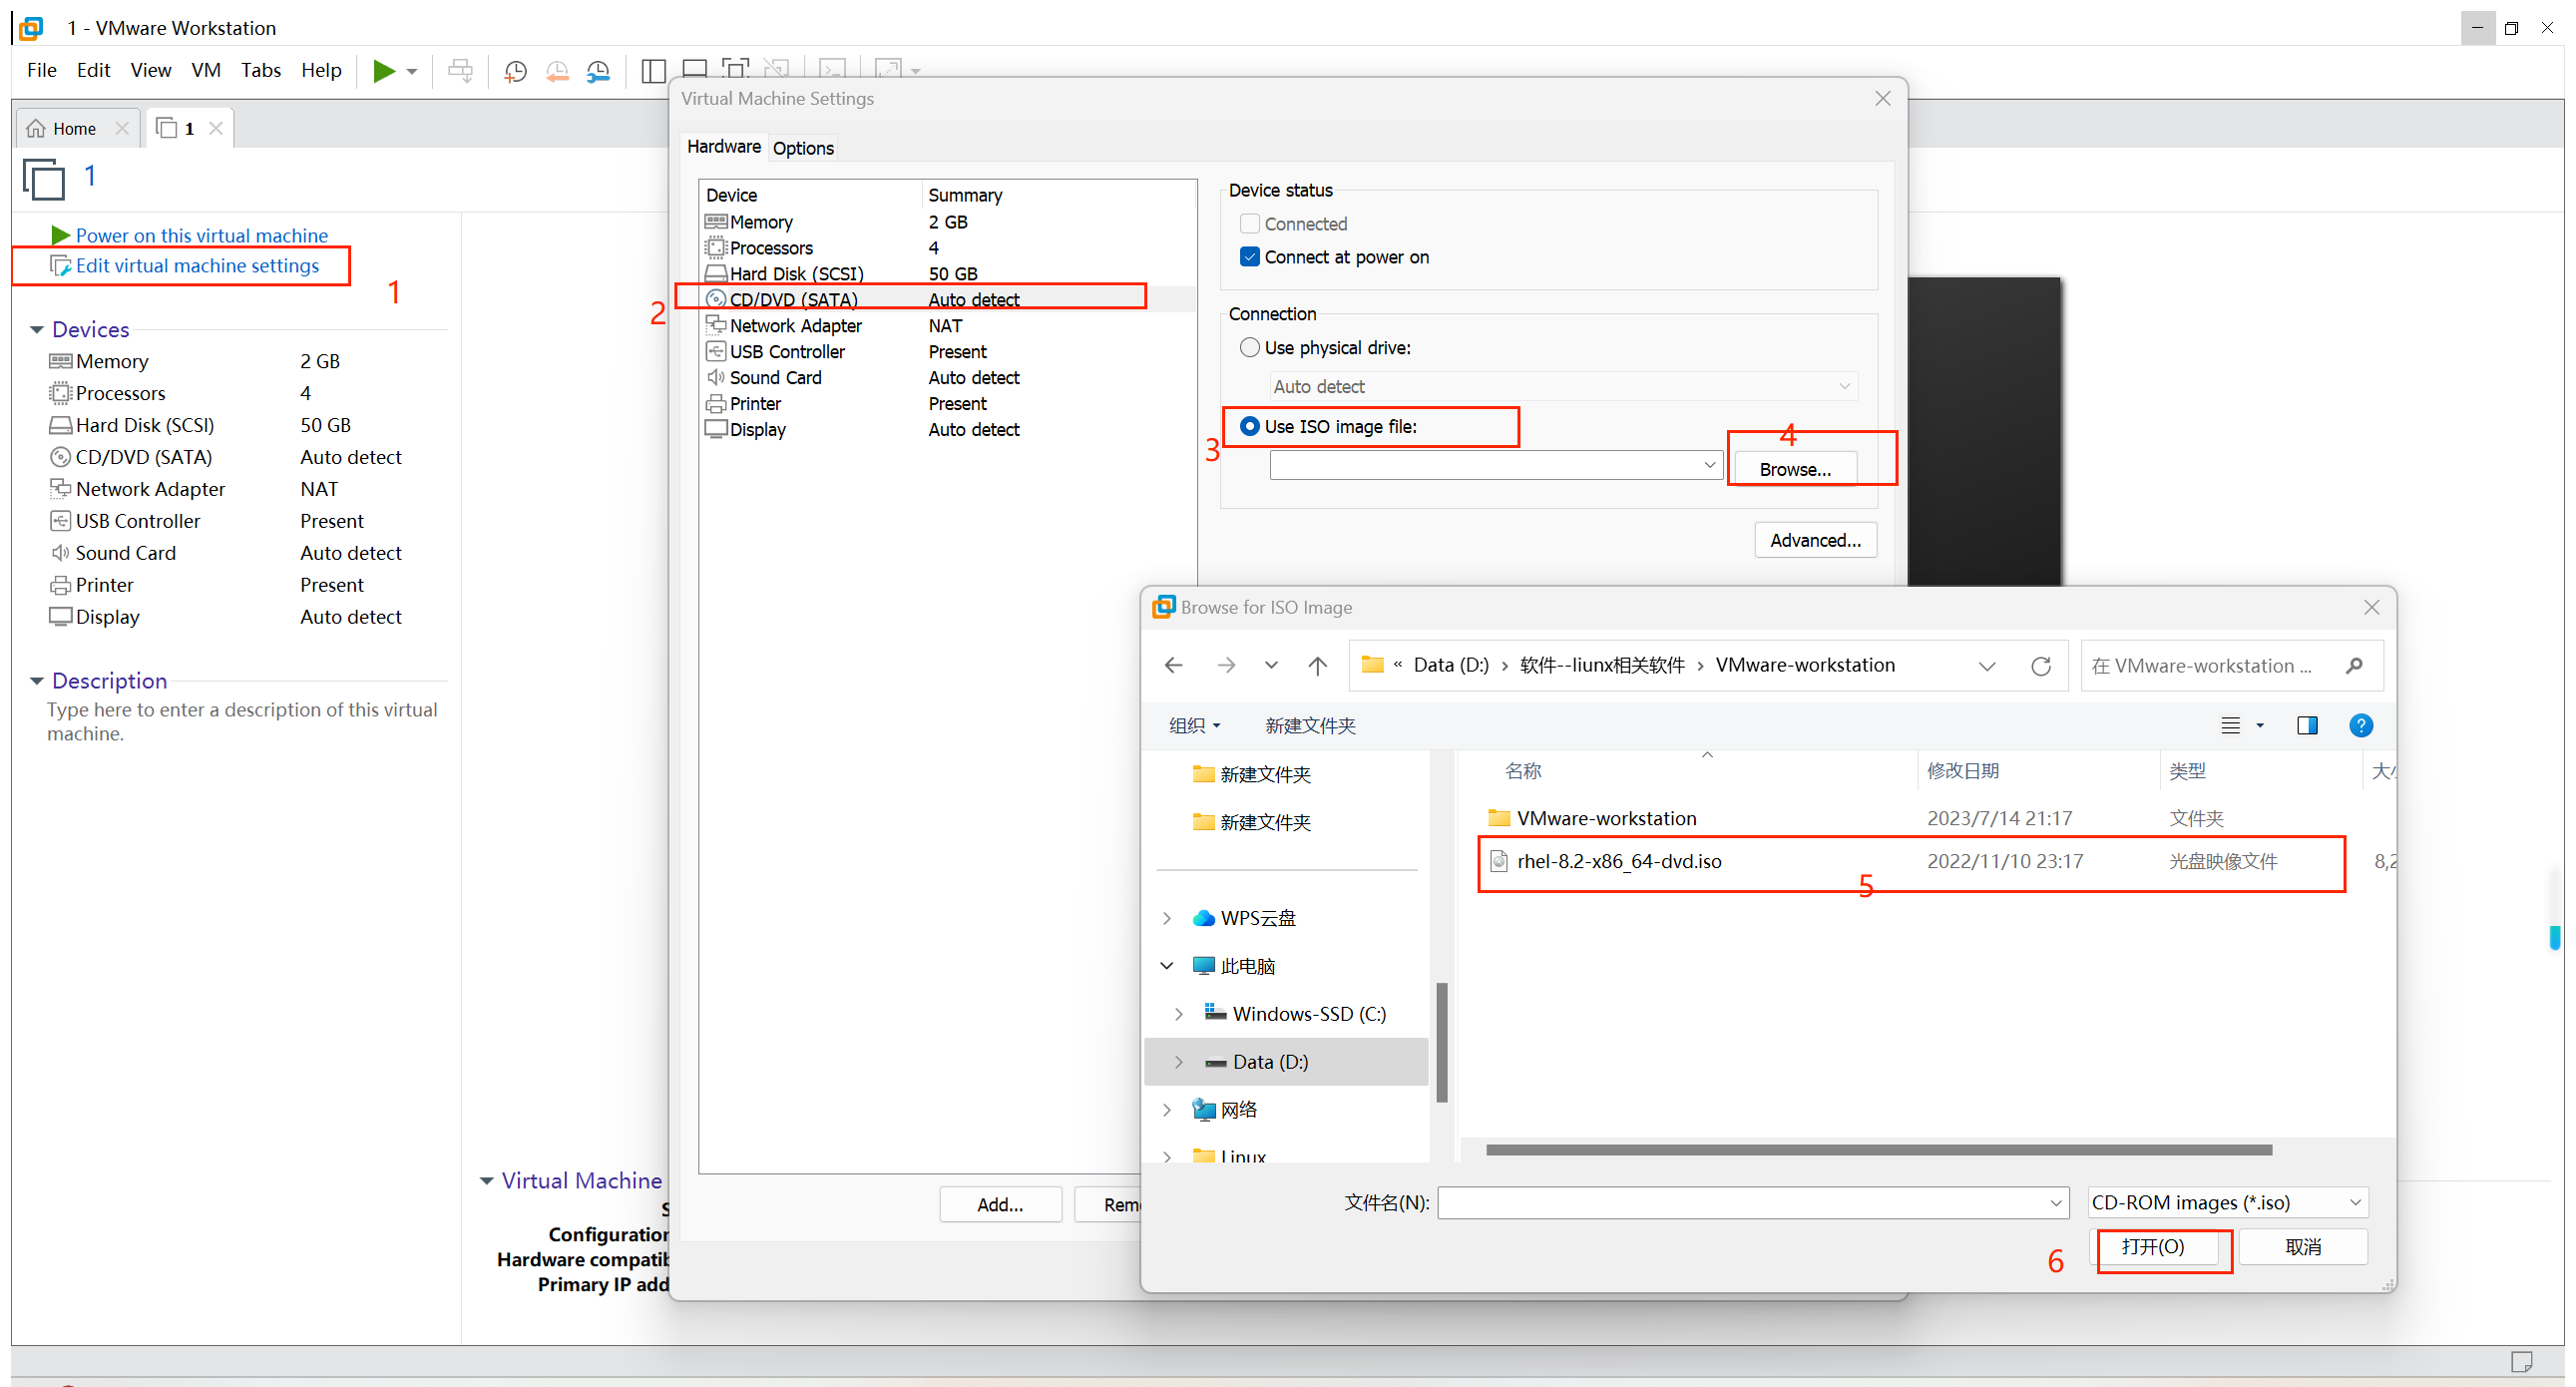 1 - VMware Workstation
File Edit View VM Tabs Help
Home
1
1
Power on this virtual machine
Edit virtual machine settings
1
Devices
Memory 2 GB
Processors 4
Hard Disk (SCSI) 50 GB
CD/DVD (SATA) Auto detect
Network Adapter NAT
USB Controller Present
Sound Card Auto detect
Printer Present
Display Auto detect
Description
Type here to enter a description of this virtual
machine.
Virtual Machine
S
Configuration
Hardware compatib
Primary IP add
Virtual Machine Settings
Hardware Options
Device Summary
Memory 2 GB
Processors 4
Hard Disk (SCSI) 50 GB
2 CD/DVD (SATA) Auto detect
Network Adapter NAT
USB Controller Present
Sound Card Auto detect
Printer Present
Display Auto detect
Add... Rem
Device status
Connected
Connect at power on
Connection
Use physical drive:
Auto detect
3 Use ISO image file:
4
Browse...
Advanced...
Browse for ISO Image
« Data (D:) › 软件--liunx相关软件 › VMware-workstation
在 VMware-workstation ...
组织 新建文件夹
新建文件夹
新建文件夹
WPS云盘
此电脑
Windows-SSD (C:)
Data (D:)
网络
Linux
名称 修改日期 类型 大小
VMware-workstation 2023/7/14 21:17 文件夹
rhel-8.2-x86_64-dvd.iso 2022/11/10 23:17 光盘映像文件 8,2
5
文件名(N): CD-ROM images (*.iso)
6 打开(O) 取消